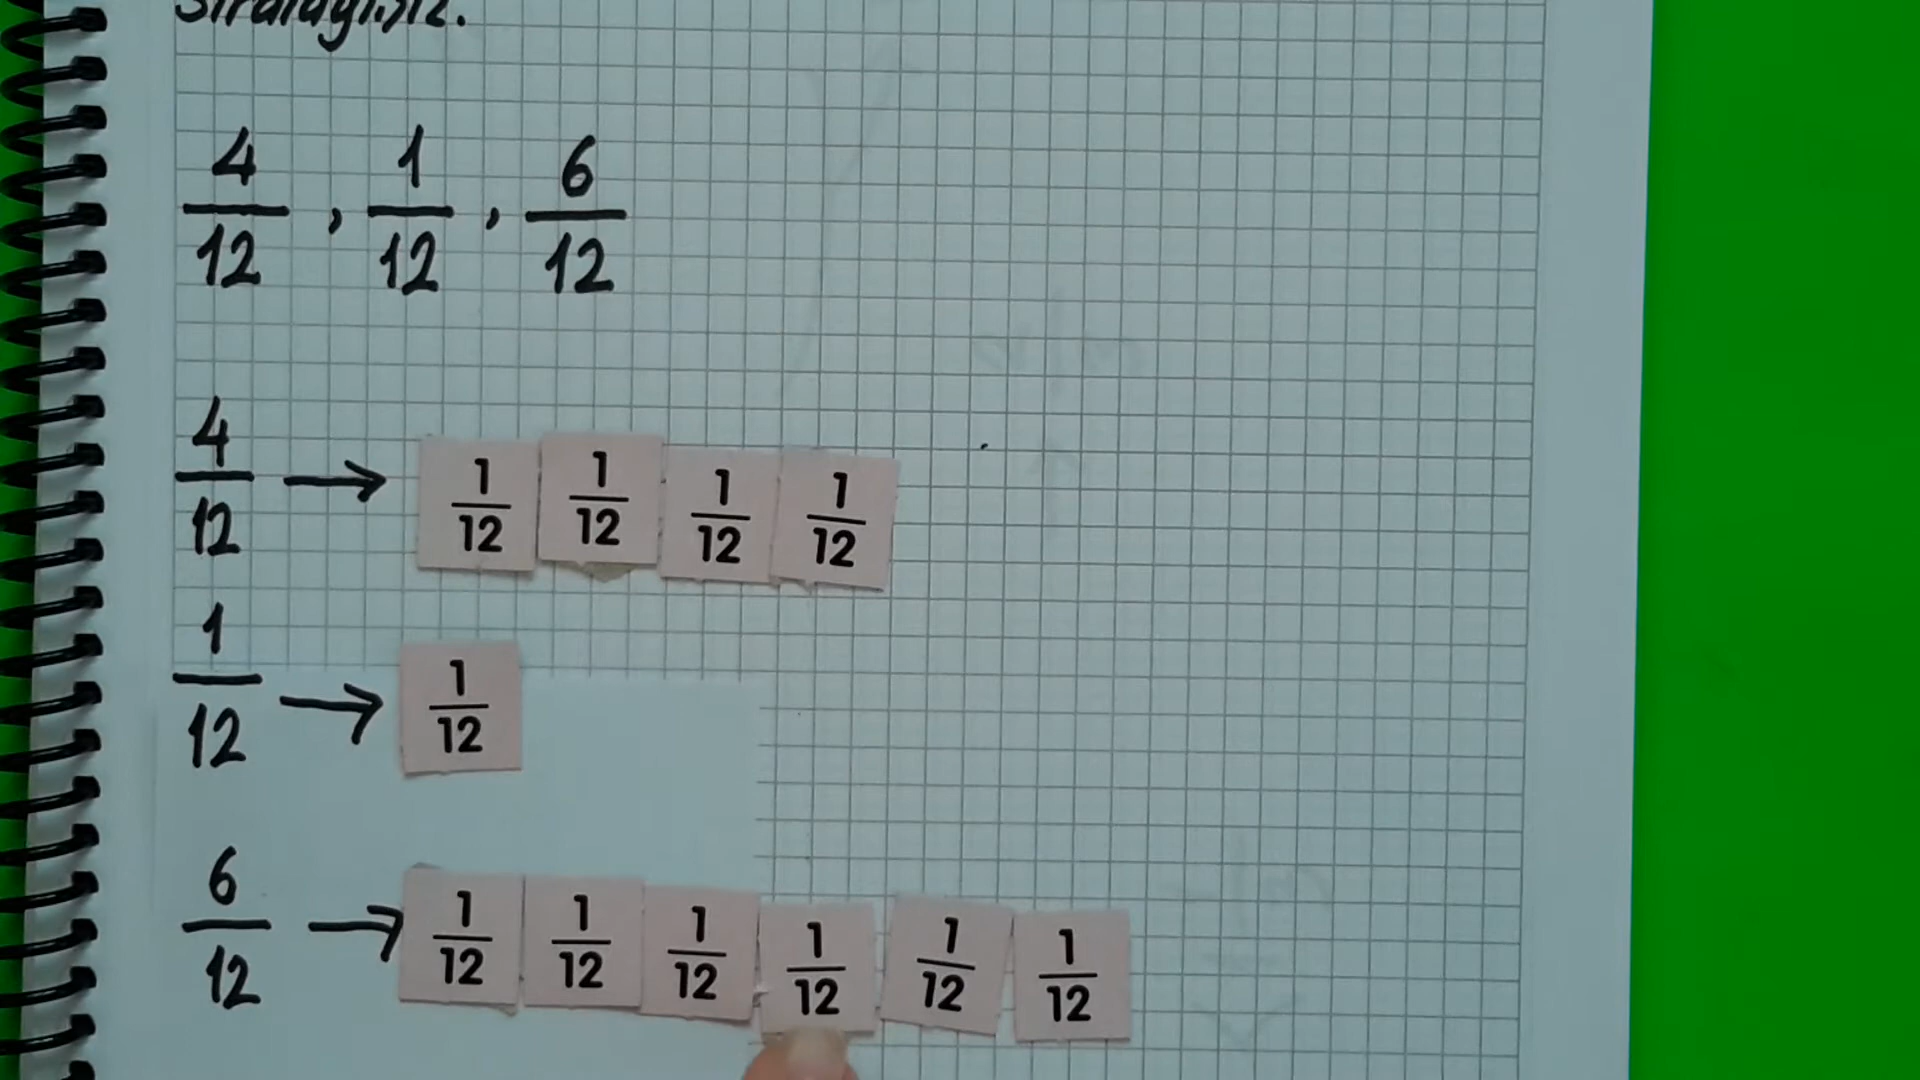 Sıralayınız.
4/12 , 1/12 , 6/12
4/12 → 1/12 1/12 1/12 1/12
1/12 → 1/12
6/12 → 1/12 1/12 1/12 1/12 1/12 1/12